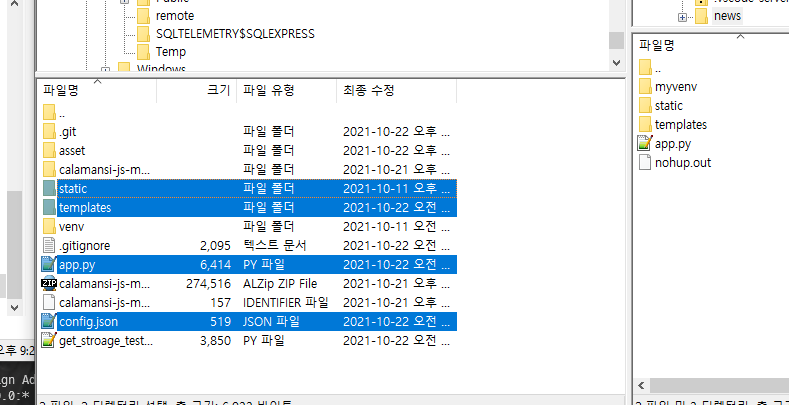 Public
remote
SQLTELEMETRY$SQLEXPRESS
Temp
Windows
news
파일명 크기 파일 유형 최종 수정
..
.git 파일 폴더 2021-10-22 오후 ...
asset 파일 폴더 2021-10-22 오후 ...
calamansi-js-m... 파일 폴더 2021-10-21 오후 ...
static 파일 폴더 2021-10-11 오후 ...
templates 파일 폴더 2021-10-22 오전 ...
venv 파일 폴더 2021-10-11 오전 ...
.gitignore 2,095 텍스트 문서 2021-10-22 오전 ...
app.py 6,414 PY 파일 2021-10-22 오전 ...
calamansi-js-m... 274,516 ALZip ZIP File 2021-10-21 오후 ...
calamansi-js-m... 157 IDENTIFIER 파일 2021-10-21 오후 ...
config.json 519 JSON 파일 2021-10-22 오전 ...
get_stroage_test... 3,850 PY 파일 2021-10-22 오전 ...
파일명
..
myvenv
static
templates
app.py
nohup.out
오후 9:2
ign Ad
0.0:*